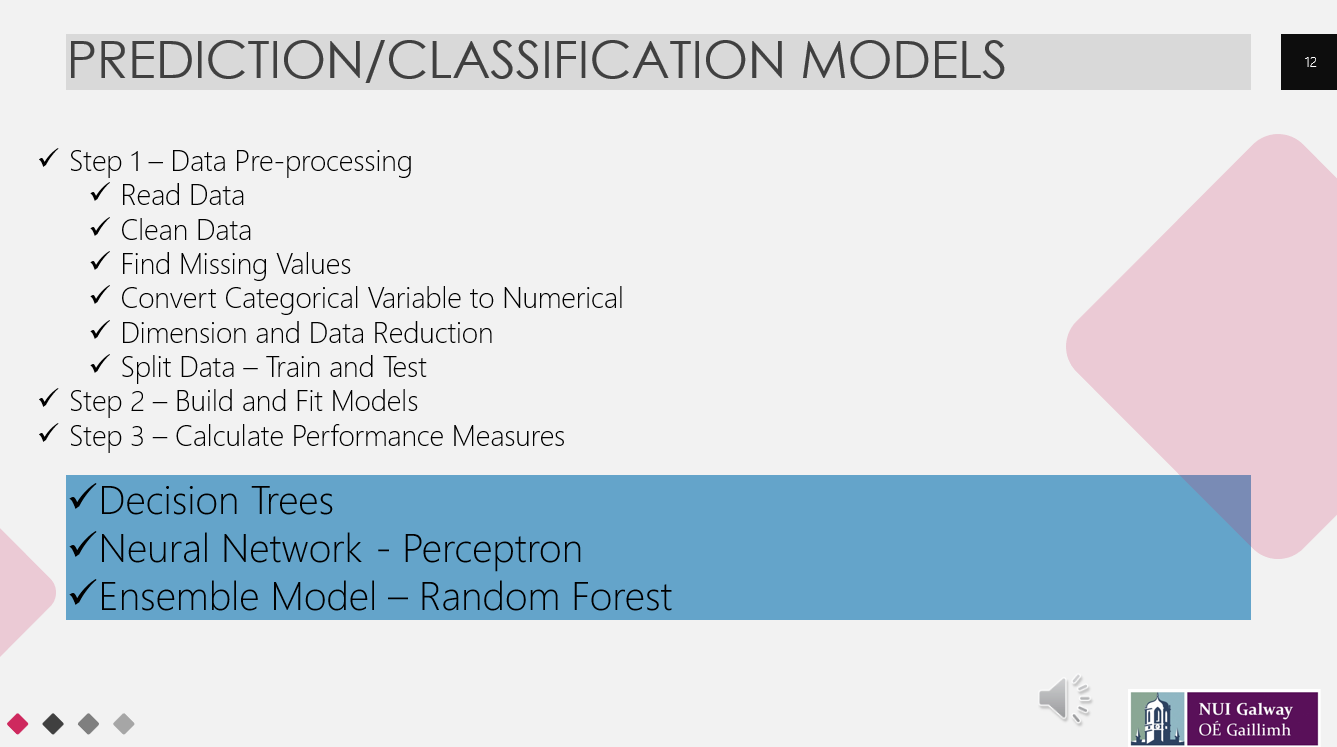 PREDICTION/CLASSIFICATION MODELS
12
✓ Step 1 – Data Pre-processing
✓ Read Data
✓ Clean Data
✓ Find Missing Values
✓ Convert Categorical Variable to Numerical
✓ Dimension and Data Reduction
✓ Split Data – Train and Test
✓ Step 2 – Build and Fit Models
✓ Step 3 – Calculate Performance Measures
✓Decision Trees
✓Neural Network - Perceptron
✓Ensemble Model – Random Forest
NUI Galway
OÉ Gaillimh